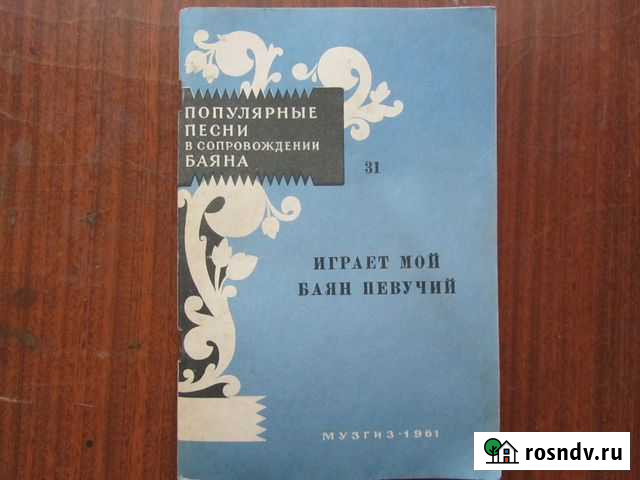 ПОПУЛЯРНЫЕ
ПЕСНИ
В СОПРОВОЖДЕНИИ
БАЯНА
31
ИГРАЕТ МОЙ
БАЯН ПЕВУЧИЙ
МУЗГИЗ·1961
rosndv.ru